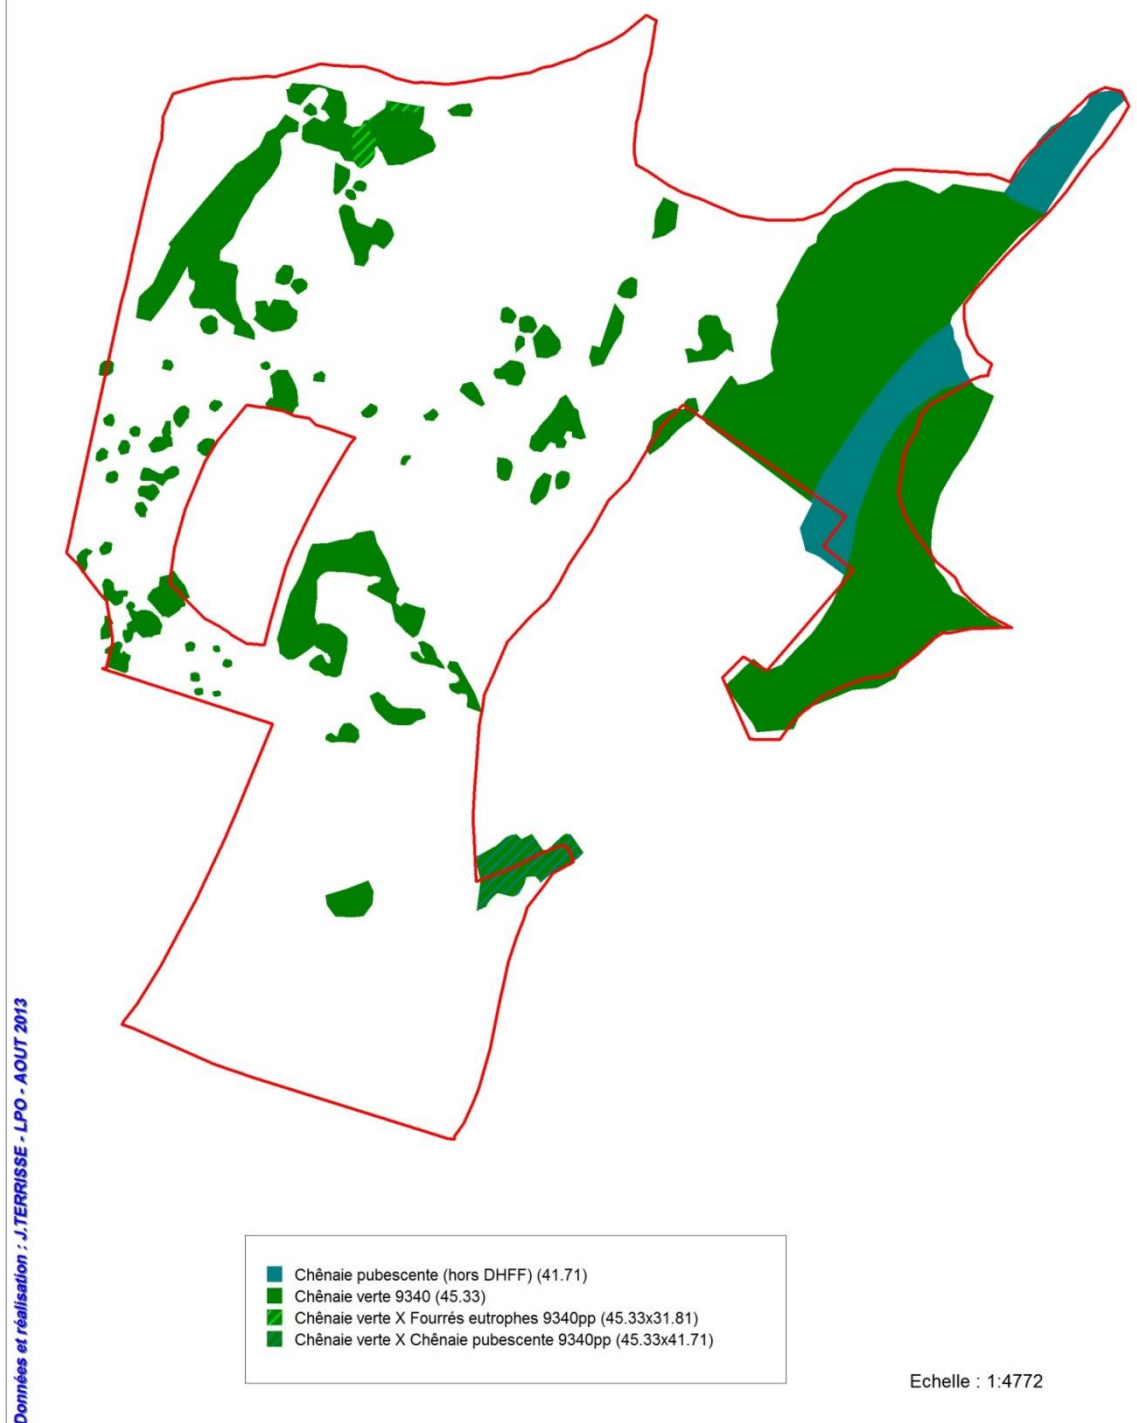 Données et réalisation : J.TERRISSE - LPO - AOUT 2013
Chênaie pubescente (hors DHFF) (41.71)
Chênaie verte 9340 (45.33)
Chênaie verte X Fourrés eutrophes 9340pp (45.33x31.81)
Chênaie verte X Chênaie pubescente 9340pp (45.33x41.71)
Echelle : 1:4772